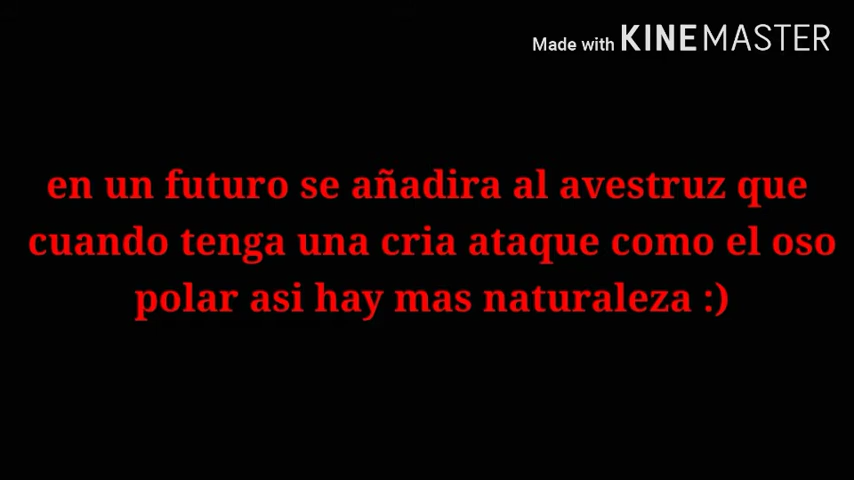 Made with KINEMASTER
en un futuro se añadira al avestruz que
cuando tenga una cria ataque como el oso
polar asi hay mas naturaleza :)